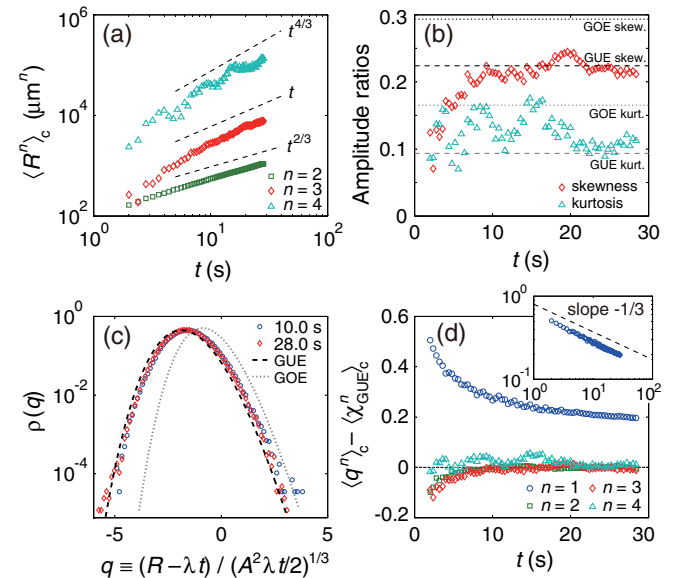 (a)
t^{4/3}
t
t^{2/3}
n = 2
n = 3
n = 4
10^6
10^4
10^2
⟨R^n⟩_c (μm^n)
10^0
10^1
10^2
t (s)
(b)
GOE skew.
GUE skew.
GOE kurt.
GUE kurt.
skewness
kurtosis
0.3
0.2
0.1
0
Amplitude ratios
0
10
20
30
t (s)
(c)
10.0 s
28.0 s
GUE
GOE
10^0
10^-2
10^-4
ρ(q)
-5
0
5
q ≡ (R − λt) / (A^2 λt/2)^{1/3}
(d)
slope -1/3
10^0
10^-1
10^0
10^1
10^2
0.6
0.4
0.2
0
-0.2
⟨q^n⟩_c − ⟨χ^n_GUE⟩_c
n = 1
n = 3
n = 2
n = 4
0
10
20
30
t (s)